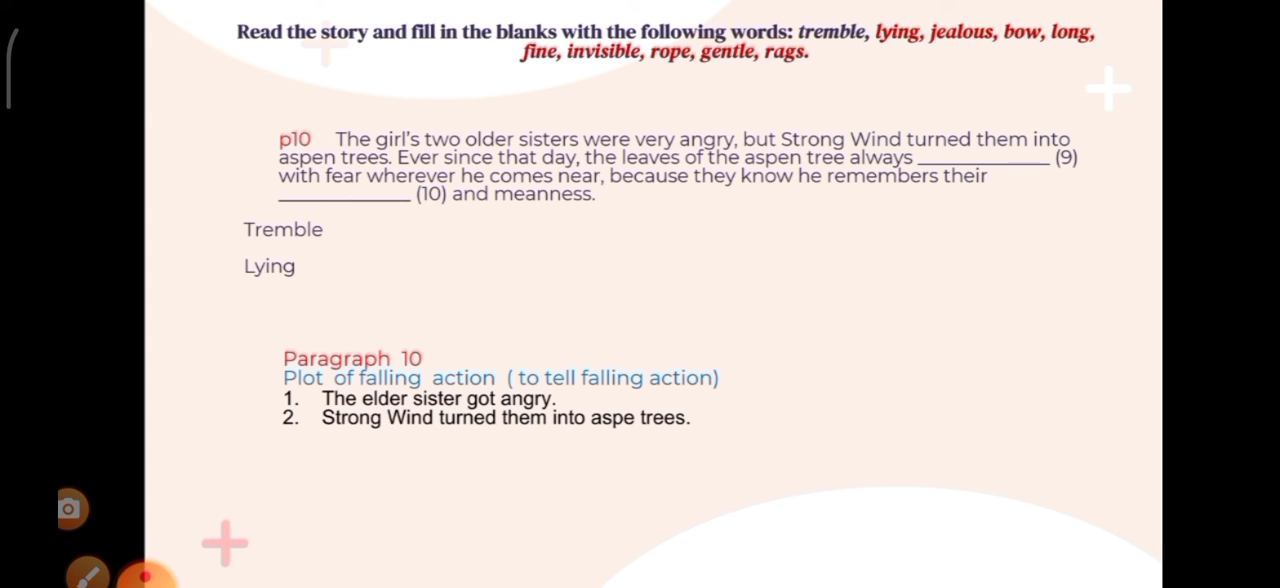 Read the story and fill in the blanks with the following words: tremble, lying, jealous, bow, long,
fine, invisible, rope, gentle, rags.
p10 The girl's two older sisters were very angry, but Strong Wind turned them into
aspen trees. Ever since that day, the leaves of the aspen tree always ____________ (9)
with fear wherever he comes near, because they know he remembers their
____________ (10) and meanness.
Tremble
Lying
Paragraph 10
Plot of falling action ( to tell falling action)
1. The elder sister got angry.
2. Strong Wind turned them into aspe trees.